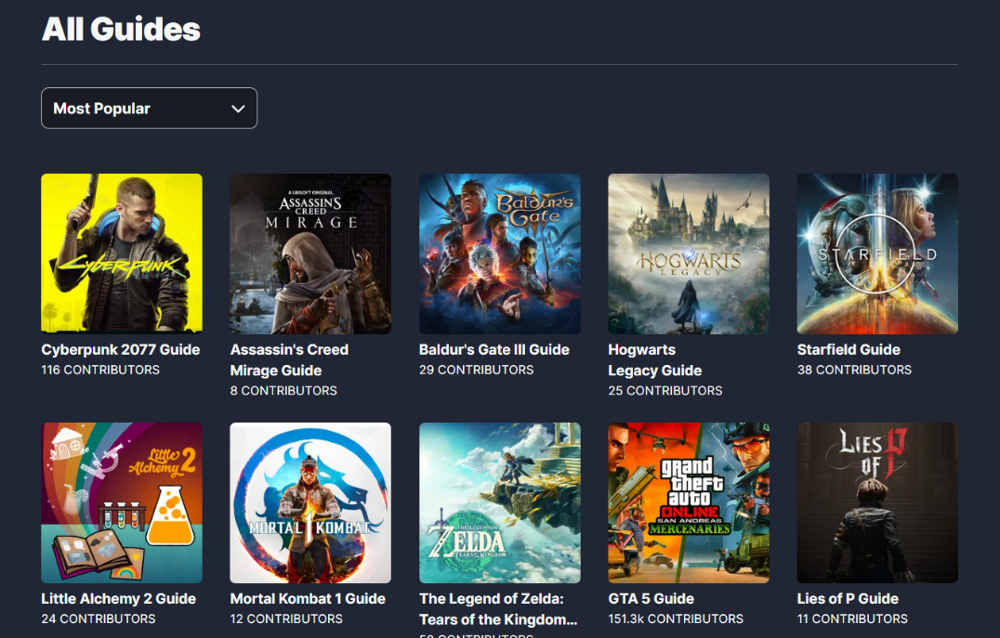 All Guides
Most Popular
CYBERPUNK
A UBISOFT ORIGINAL
ASSASSIN'S
CREED
MIRAGE
BALDUR'S
GATE
HOGWARTS
LEGACY
STARFIELD
Cyberpunk 2077 Guide
116 CONTRIBUTORS
Assassin's Creed
Mirage Guide
8 CONTRIBUTORS
Baldur's Gate III Guide
29 CONTRIBUTORS
Hogwarts
Legacy Guide
25 CONTRIBUTORS
Starfield Guide
38 CONTRIBUTORS
Little
Alchemy 2
MORTAL KOMBAT
THE LEGEND OF
ZELDA
TEARS OF THE KINGDOM
grand
theft
auto
ONLINE
SAN ANDREAS
MERCENARIES
LIES
OF P
Little Alchemy 2 Guide
24 CONTRIBUTORS
Mortal Kombat 1 Guide
12 CONTRIBUTORS
The Legend of Zelda:
Tears of the Kingdom...
GTA 5 Guide
151.3k CONTRIBUTORS
Lies of P Guide
11 CONTRIBUTORS
CONTRIBUTORS